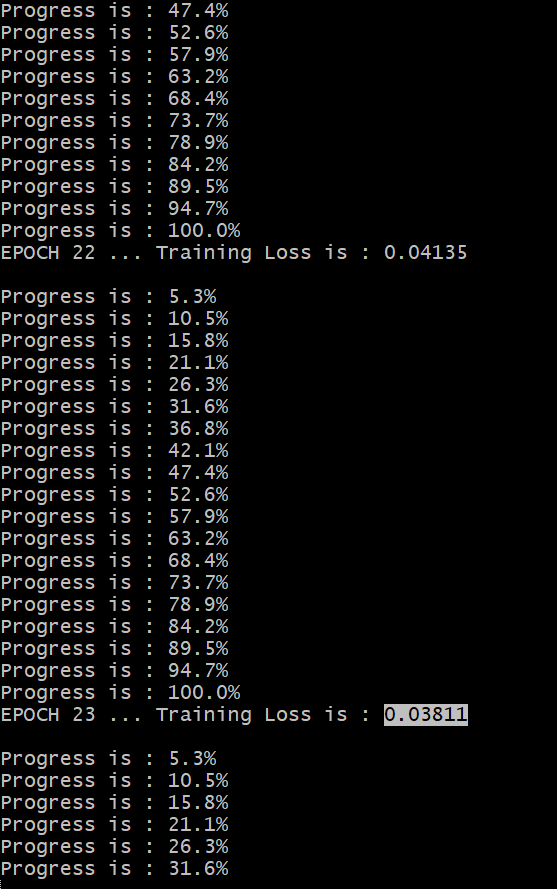 Progress is : 47.4%
Progress is : 52.6%
Progress is : 57.9%
Progress is : 63.2%
Progress is : 68.4%
Progress is : 73.7%
Progress is : 78.9%
Progress is : 84.2%
Progress is : 89.5%
Progress is : 94.7%
Progress is : 100.0%
EPOCH 22 ... Training Loss is : 0.04135
Progress is : 5.3%
Progress is : 10.5%
Progress is : 15.8%
Progress is : 21.1%
Progress is : 26.3%
Progress is : 31.6%
Progress is : 36.8%
Progress is : 42.1%
Progress is : 47.4%
Progress is : 52.6%
Progress is : 57.9%
Progress is : 63.2%
Progress is : 68.4%
Progress is : 73.7%
Progress is : 78.9%
Progress is : 84.2%
Progress is : 89.5%
Progress is : 94.7%
Progress is : 100.0%
EPOCH 23 ... Training Loss is : 0.03811
Progress is : 5.3%
Progress is : 10.5%
Progress is : 15.8%
Progress is : 21.1%
Progress is : 26.3%
Progress is : 31.6%